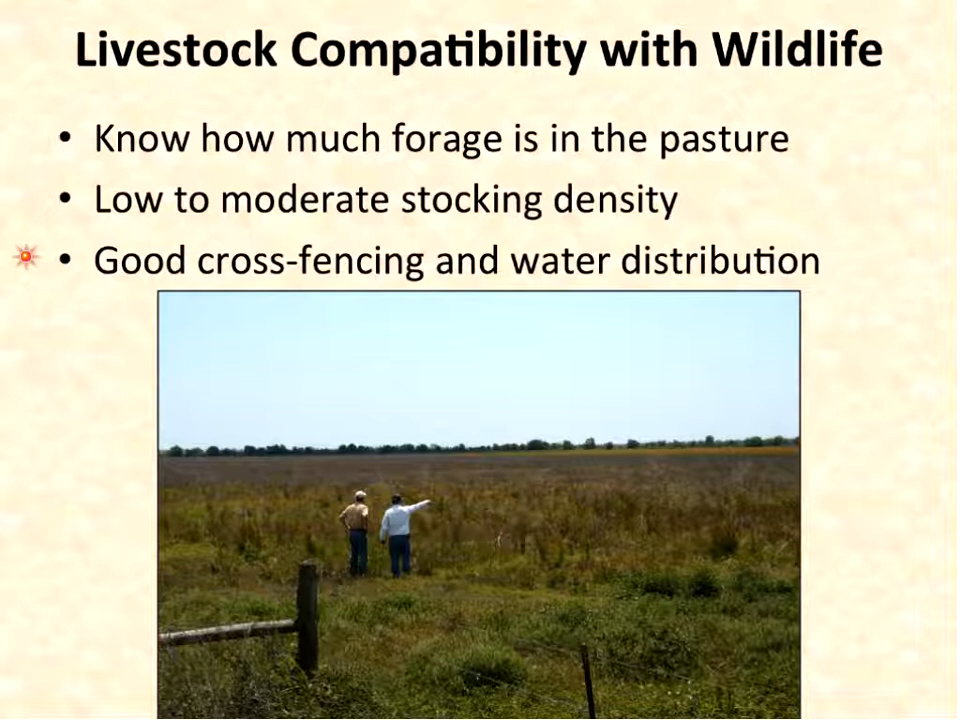 Livestock Compatibility with Wildlife
• Know how much forage is in the pasture
• Low to moderate stocking density
• Good cross-fencing and water distribution